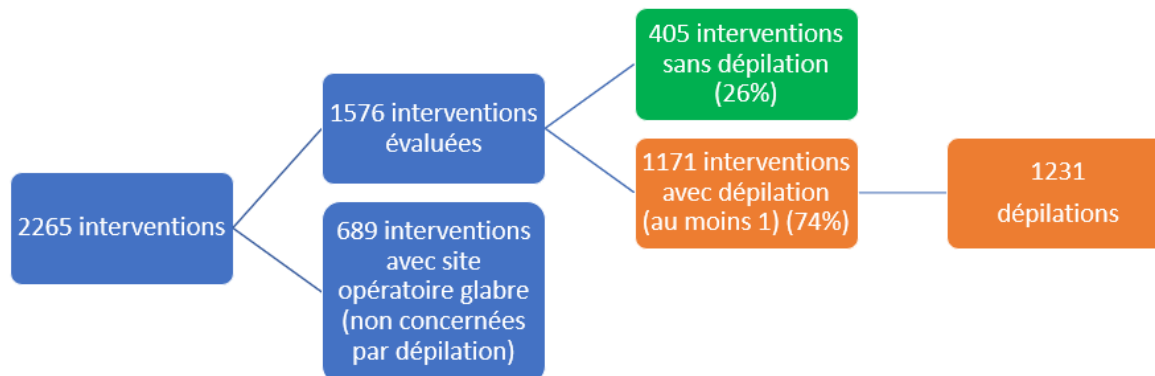 2265 interventions
1576 interventions
évaluées
689 interventions
avec site
opératoire glabre
(non concernées
par dépilation)
405 interventions
sans dépilation
(26%)
1171 interventions
avec dépilation
(au moins 1) (74%)
1231
dépilations